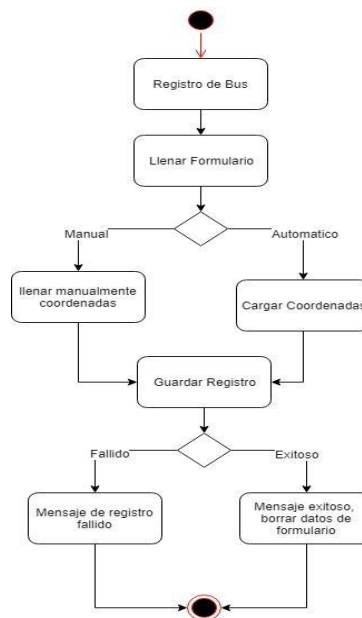 Registro de Bus
Llenar Formulario
Manual
Automatico
llenar manualmente
coordenadas
Cargar Coordenadas
Guardar Registro
Fallido
Exitoso
Mensaje de registro
fallido
Mensaje exitoso,
borrar datos de
formulario